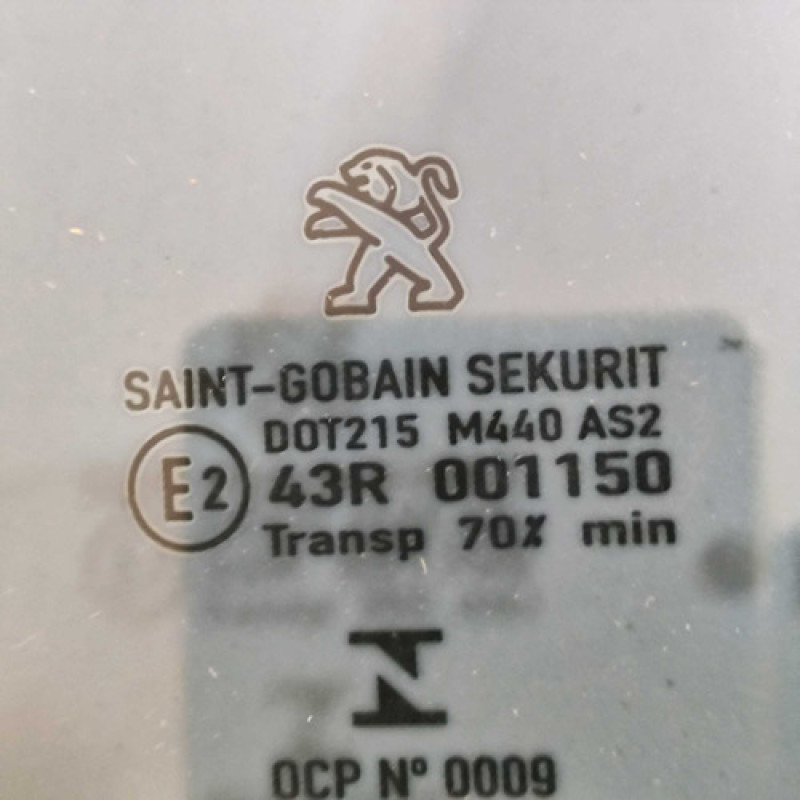 SAINT-GOBAIN SEKURIT
DOT215 M440 AS2
E2 43R 001150
Transp 70% min
OCP Nº 0009